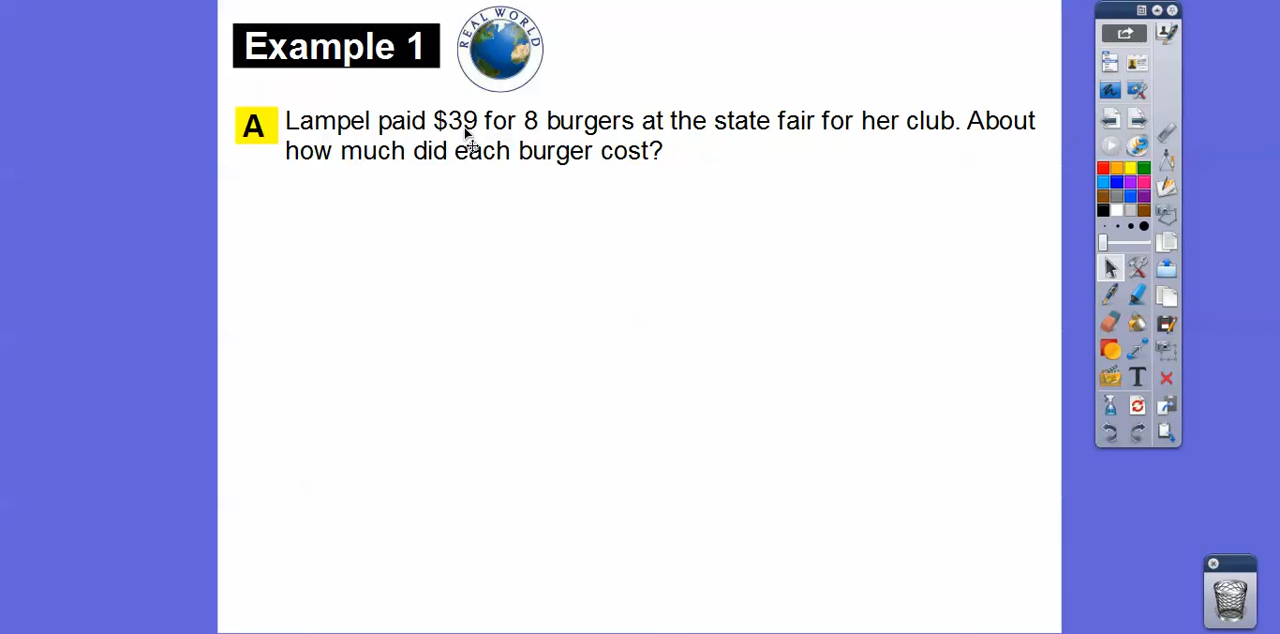 Example 1
REAL WORLD
A
Lampel paid $39 for 8 burgers at the state fair for her club. About
how much did each burger cost?
T